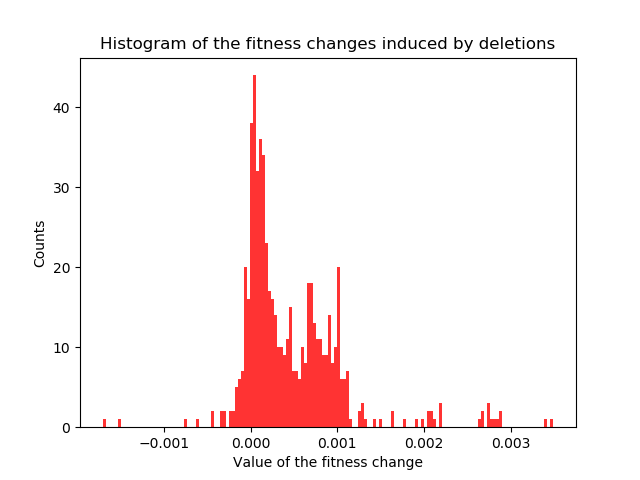 Histogram of the fitness changes induced by deletions
40
30
20
10
0
Counts
−0.001 0.000 0.001 0.002 0.003
Value of the fitness change